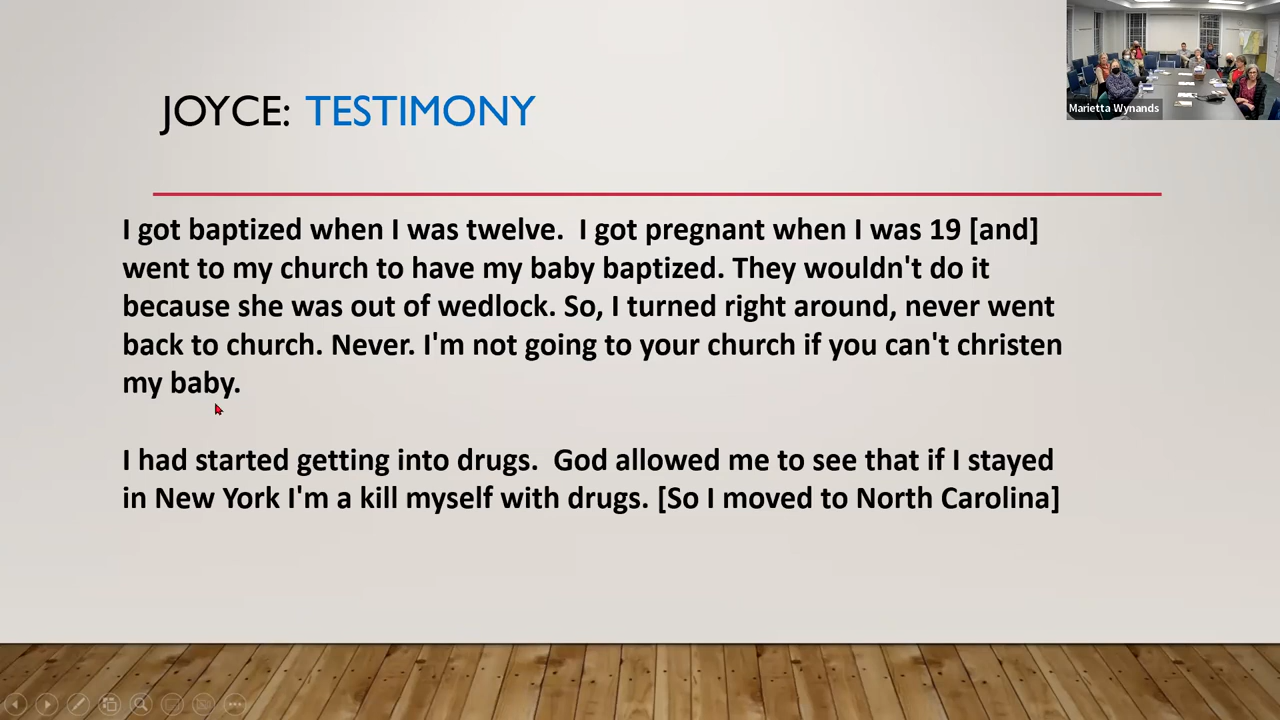 Marietta Wynands
JOYCE: TESTIMONY
I got baptized when I was twelve.  I got pregnant when I was 19 [and]
went to my church to have my baby baptized. They wouldn't do it
because she was out of wedlock. So, I turned right around, never went
back to church. Never. I'm not going to your church if you can't christen
my baby.
I had started getting into drugs.  God allowed me to see that if I stayed
in New York I'm a kill myself with drugs. [So I moved to North Carolina]